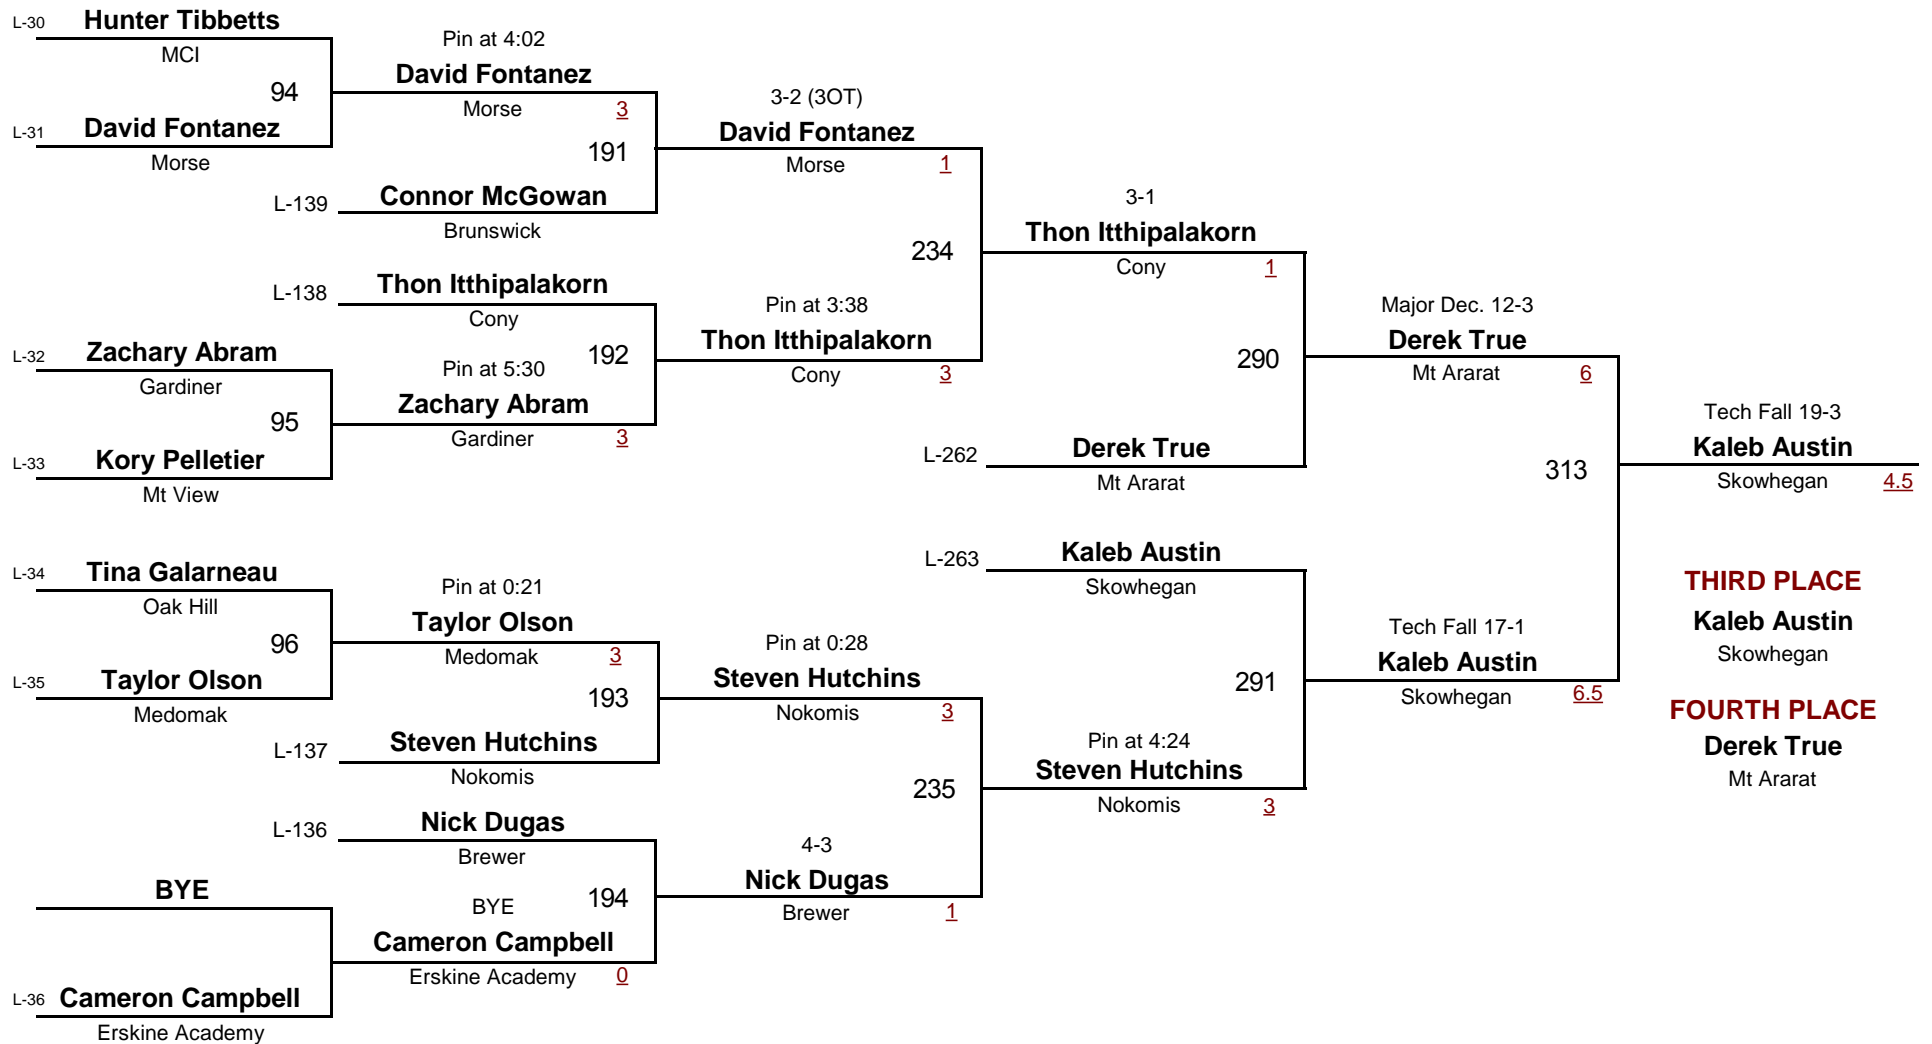 L-30 Hunter Tibbetts
MCI
94
L-31 David Fontanez
Morse
Pin at 4:02
David Fontanez
Morse 3
191
L-139 Connor McGowan
Brunswick
3-2 (3OT)
David Fontanez
Morse 1
L-138 Thon Itthipalakorn
Cony
192
L-32 Zachary Abram
Gardiner
95
L-33 Kory Pelletier
Mt View
Pin at 5:30
Zachary Abram
Gardiner 3
Pin at 3:38
Thon Itthipalakorn
Cony 3
234
3-1
Thon Itthipalakorn
Cony 1
290
L-262 Derek True
Mt Ararat
Major Dec. 12-3
Derek True
Mt Ararat 6
313
Tech Fall 19-3
Kaleb Austin
Skowhegan 4.5
L-34 Tina Galarneau
Oak Hill
96
L-35 Taylor Olson
Medomak
Pin at 0:21
Taylor Olson
Medomak 3
193
L-137 Steven Hutchins
Nokomis
Pin at 0:28
Steven Hutchins
Nokomis 3
235
L-136 Nick Dugas
Brewer
194
BYE
L-36 Cameron Campbell
Erskine Academy
BYE
Cameron Campbell
Erskine Academy 0
4-3
Nick Dugas
Brewer 1
L-263 Kaleb Austin
Skowhegan
291
Pin at 4:24
Steven Hutchins
Nokomis 3
Tech Fall 17-1
Kaleb Austin
Skowhegan 6.5
THIRD PLACE
Kaleb Austin
Skowhegan
FOURTH PLACE
Derek True
Mt Ararat